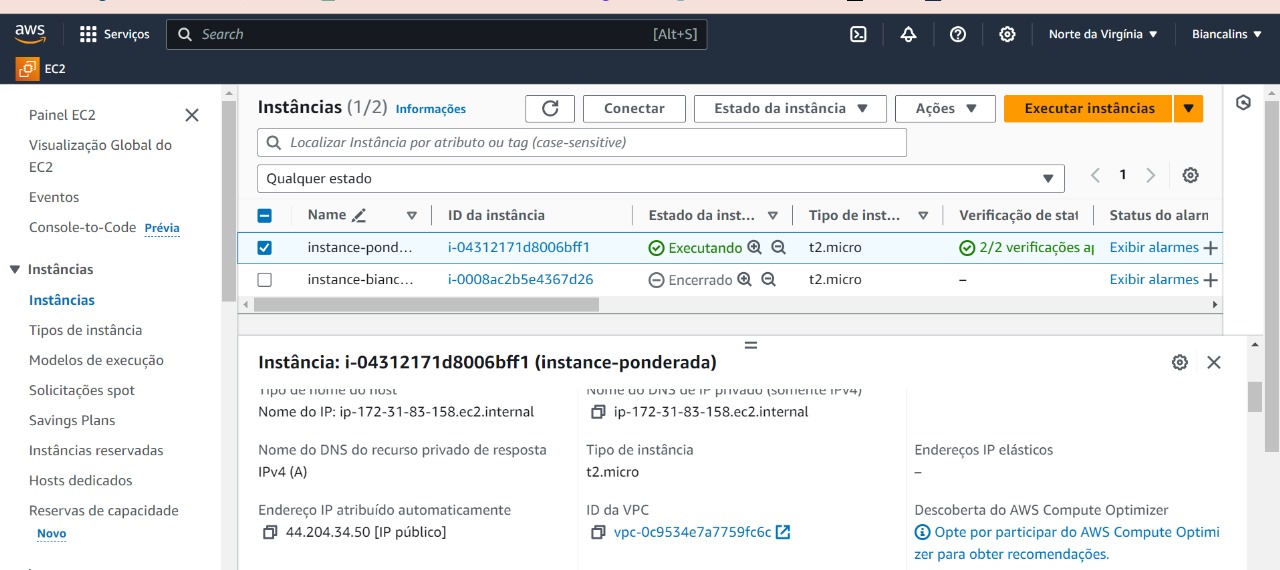 aws
Serviços
Search
[Alt+S]
Norte da Virgínia
Biancalins
EC2
Painel EC2
Visualização Global do
EC2
Eventos
Console-to-Code Prévia
Instâncias
Instâncias
Tipos de instância
Modelos de execução
Solicitações spot
Savings Plans
Instâncias reservadas
Hosts dedicados
Reservas de capacidade
Novo
Instâncias (1/2) Informações
Conectar
Estado da instância
Ações
Executar instâncias
Localizar Instância por atributo ou tag (case-sensitive)
Qualquer estado
1
Name
ID da instância
Estado da inst...
Tipo de inst...
Verificação de stat
Status do alarn
instance-pond...
i-04312171d8006bff1
Executando
t2.micro
2/2 verificações ap
Exibir alarmes
instance-bianc...
i-0008ac2b5e4367d26
Encerrado
t2.micro
–
Exibir alarmes
Instância: i-04312171d8006bff1 (instance-ponderada)
Tipo de nome do host
Nome do IP: ip-172-31-83-158.ec2.internal
Nome do DNS de IP privado (somente IPv4)
ip-172-31-83-158.ec2.internal
Nome do DNS do recurso privado de resposta
IPv4 (A)
Tipo de instância
t2.micro
Endereços IP elásticos
–
Endereço IP atribuído automaticamente
44.204.34.50 [IP público]
ID da VPC
vpc-0c9534e7a7759fc6c
Descoberta do AWS Compute Optimizer
Opte por participar do AWS Compute Optimi
zer para obter recomendações.